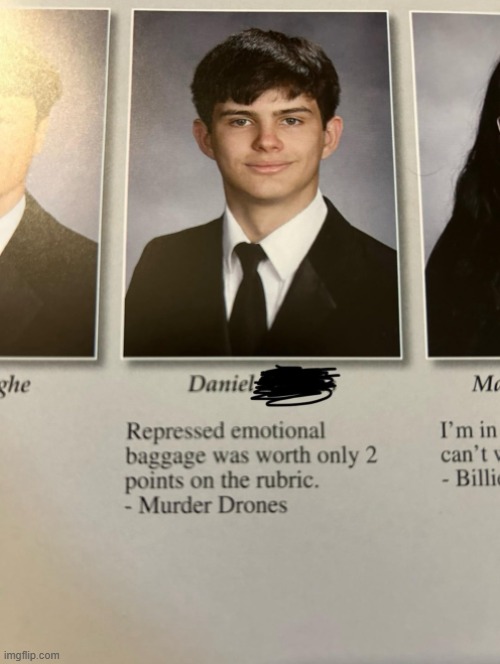 ghe
Daniel
Ma
Repressed emotional
baggage was worth only 2
points on the rubric.
- Murder Drones
I'm in
can't
- Billie
imgflip.com